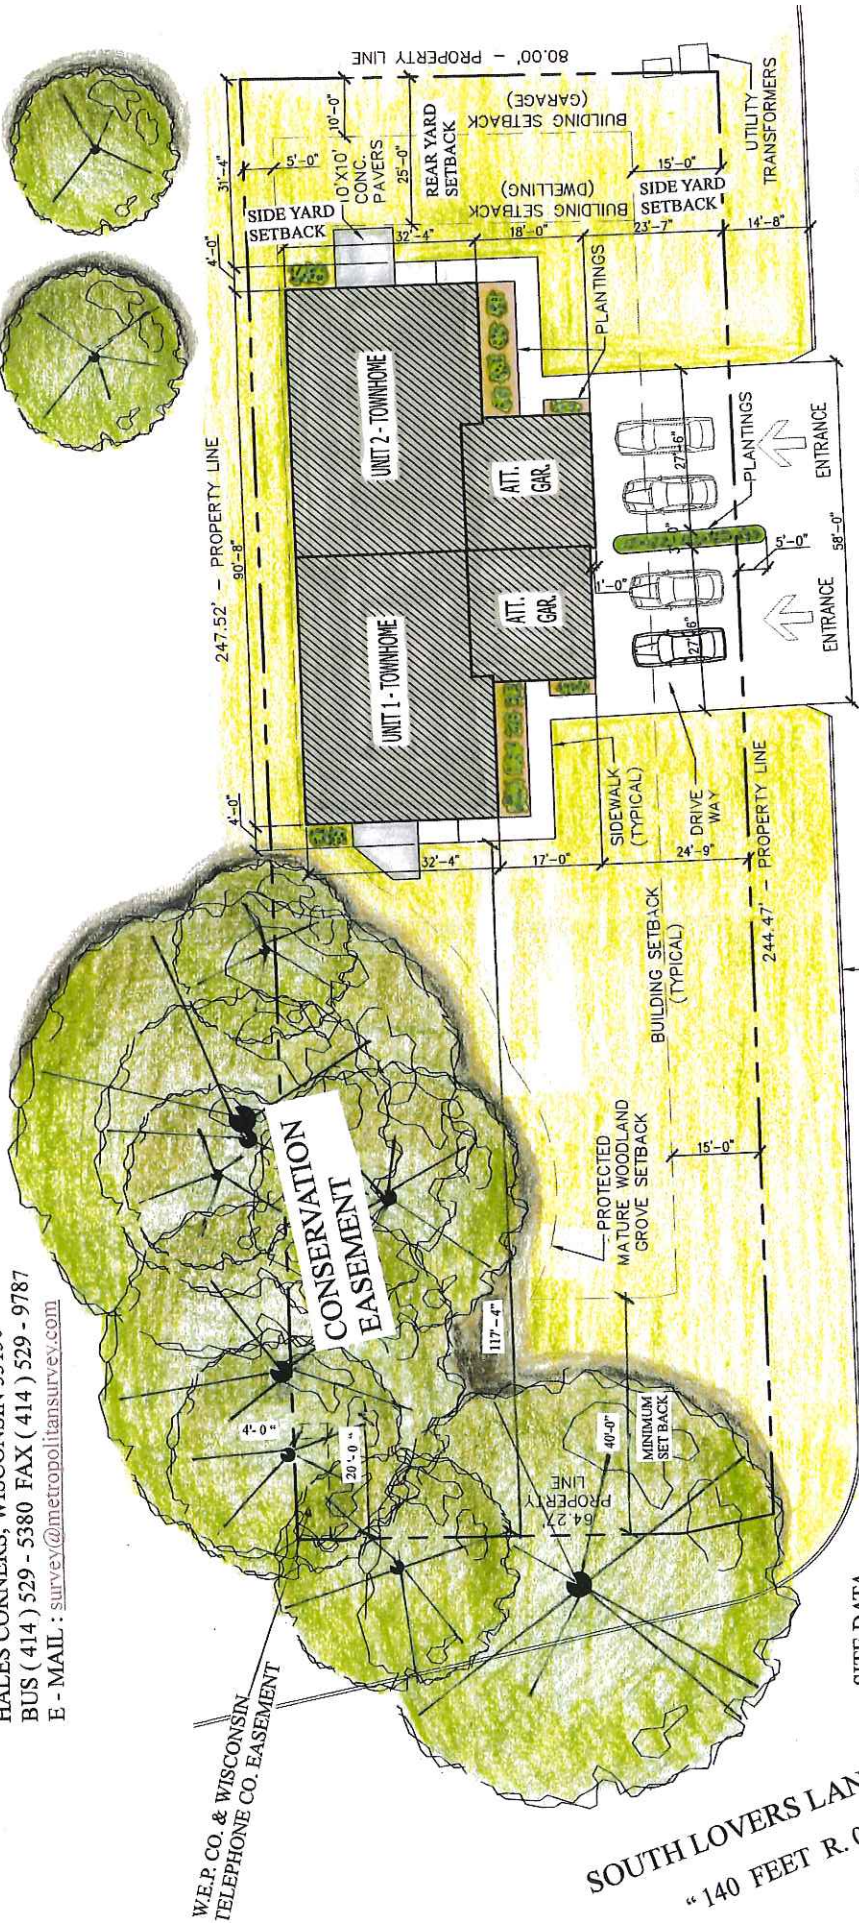 HALES CORNERS, WISCONSIN
BUS ( 414 ) 529 - 5380 FAX ( 414 ) 529 - 9787
E - MAIL : survey@metropolitansurvey.com
W.E.P. CO. & WISCONSIN
TELEPHONE CO. EASEMENT
SOUTH LOVERS
“ 140 FEET R.
SITE DATA
CONSERVATION
EASEMENT
4'- 0 "
20'- 0 "
64.27'
PROPERTY
LINE
40'-0"
MINIMUM
SET BACK
117' - 4"
PROTECTED
MATURE WOODLAND
GROVE SETBACK
15'-0"
BUILDING SETBACK
(TYPICAL)
244.47' - PROPERTY LINE
247.52' - PROPERTY LINE
90'-8"
4'-0"
4'-0"
31'-4"
32'-4"
17'-0"
24'-9"
SIDEWALK
(TYPICAL)
DRIVE
WAY
UNIT 1 - TOWNHOME
UNIT 2 - TOWNHOME
ATT.
GAR.
ATT.
GAR.
27'-6"
27'-6"
5'-0"
58'-0"
ENTRANCE
ENTRANCE
PLANTINGS
PLANTINGS
SIDE YARD
SETBACK
5'-0"
10'-0"
CONC.
PAVERS
25'-0"
REAR YARD
SETBACK
32'-4"
18'-0"
23'-7"
14'-8"
BUILDING SETBACK
(DWELLING)
BUILDING SETBACK
(GARAGE)
SIDE YARD
SETBACK
15'-0"
80.00' - PROPERTY LINE
UTILITY
TRANSFORMERS